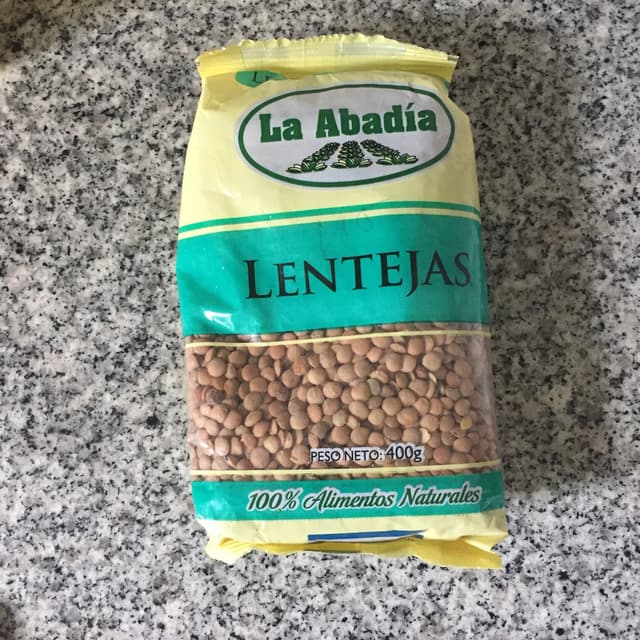 La Abadía
LENTEJAS
PESO NETO: 400g
100% Alimentos Naturales